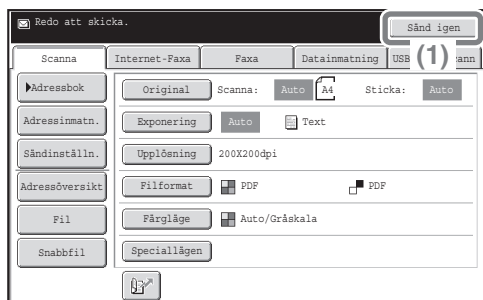 Redo att skicka.
Sänd igen
Scanna Internet-Faxa Faxa Datainmatning USB
(1)
Adressbok
Original Scanna: Auto A4 Sticka: Auto
Adressinmatn.
Exponering Auto Text
Sändinställn.
Upplösning 200X200dpi
Adressöversikt
Filformat PDF PDF
Fil
Färgläge Auto/Gråskala
Snabbfil
Speciallägen